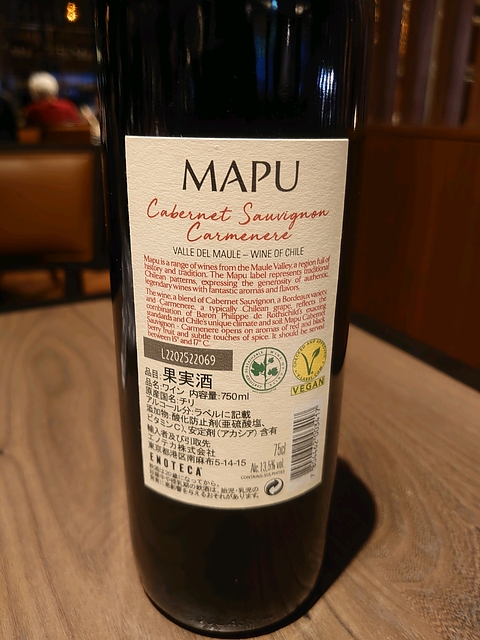 MAPU
Cabernet Sauvignon
Carmenere
VALLE DEL MAULE – WINE OF CHILE
Mapu is a range of wines from the Maule Valley, a region full of
history and tradition. The Mapu label represents traditional
Chilean patterns, expressing the generosity of authentic,
legendary wines with fantastic aromas and flavors.
The wine, a blend of Cabernet Sauvignon, a Bordeaux variety
and Carmenere, a typically Chilean grape, reflects the
combination of Baron Philippe de Rothschild's exacting
standards and Chile's unique climate and soil. Mapu Cabernet
Sauvignon - Carmenere opens on aromas of red and black
berry fruit and subtle touches of spice. It should be served
between 15° and 17° C.
L2202522069
VEGAN
品目:果実酒
品名:ワイン 内容量:750ml
原産国名:チリ
アルコール分:ラベルに記載
添加物:酸化防止剤(亜硫酸塩、
ビタミンC)、安定剤(アカシア)含有
輸入者及び引取先
エノテカ株式会社
東京都港区南麻布5-14-15
ENOTECA
75cl
Alc 13,5% vol.
CONTAINS SULPHITES